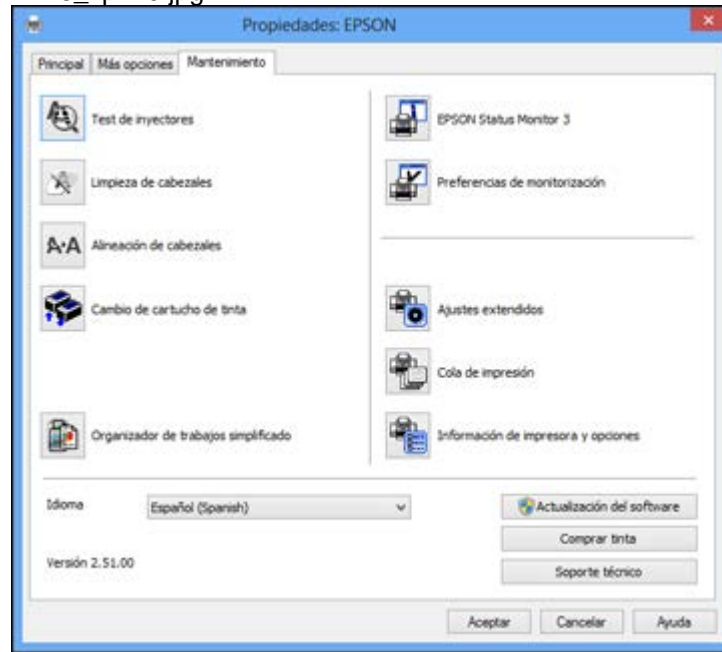 Propiedades: EPSON
Principal
Más opciones
Mantenimiento
Test de inyectores
EPSON Status Monitor 3
Limpieza de cabezales
Preferencias de monitorización
A·A Alineación de cabezales
Cambio de cartucho de tinta
Ajustes extendidos
Cola de impresión
Organizador de trabajos simplificado
Información de impresora y opciones
Idioma
Español (Spanish)
Actualización del software
Comprar tinta
Versión 2.51.00
Soporte técnico
Aceptar
Cancelar
Ayuda